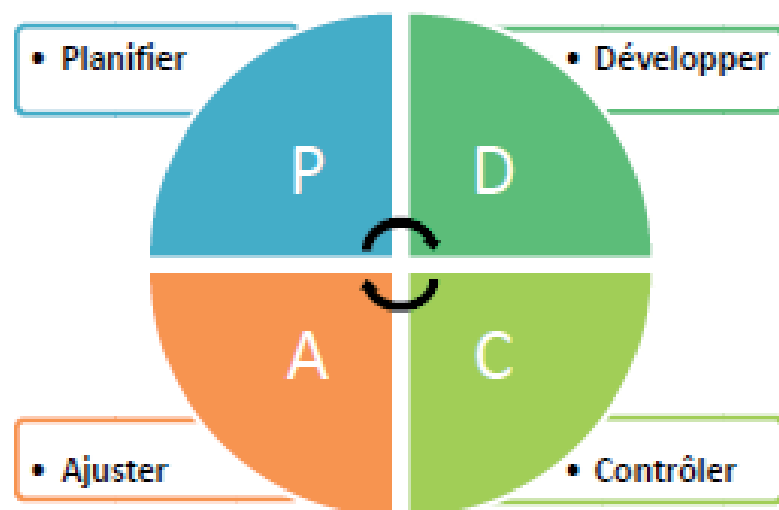 • Planifier
• Développer
P
D
A
C
• Ajuster
• Contrôler